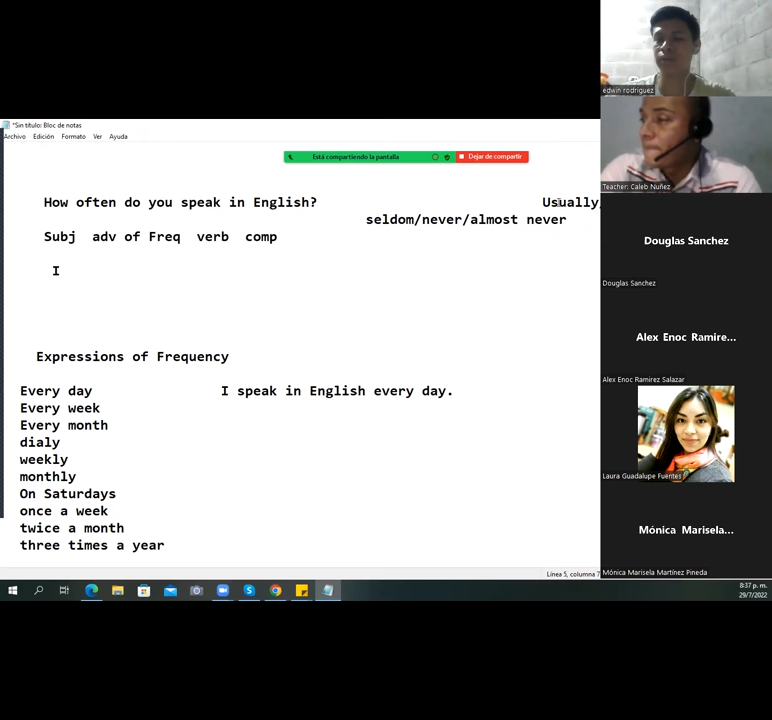 *Sin título: Bloc de notas
Archivo Edición Formato Ver Ayuda
Está compartiendo la pantalla Dejar de compartir
How often do you speak in English? Usually,
seldom/never/almost never
Subj adv of Freq verb comp
I
Expressions of Frequency
Every day I speak in English every day.
Every week
Every month
dialy
weekly
monthly
On Saturdays
once a week
twice a month
three times a year
Línea 5, columna 7
8:37 p. m.
29/7/2022
edwin rodriguez
Teacher: Caleb Nuñez
Douglas Sanchez
Douglas Sanchez
Alex Enoc Ramire...
Alex Enoc Ramirez Salazar
Laura Guadalupe Fuentes
Mónica Marisela...
Mónica Marisela Martínez Pineda